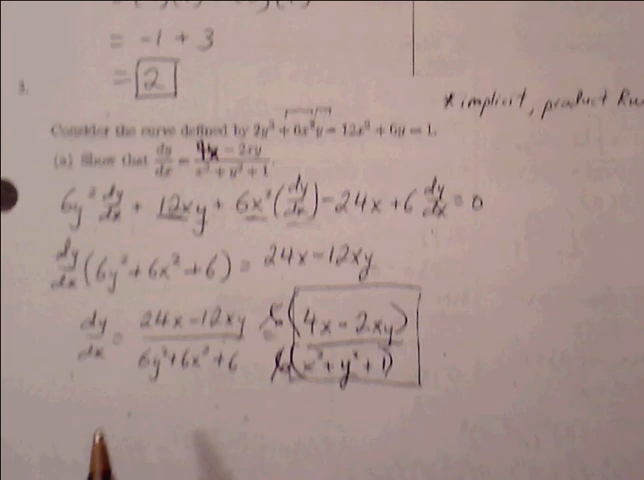 = -1 + 3
= 2
3.
* implicit, product Ru
Consider the curve defined by 2y³ + 6x²y − 12x² + 6y = 1.
(a) Show that dy/dx = 4x − 2xy / x² + y² + 1
6y² dy/dx + 12xy + 6x² (dy/dx) − 24x + 6 dy/dx = 0
dy/dx (6y² + 6x² + 6) = 24x − 12xy
dy/dx = 24x − 12xy / 6y² + 6x² + 6 = 6(4x − 2xy) / 6(x² + y² + 1)